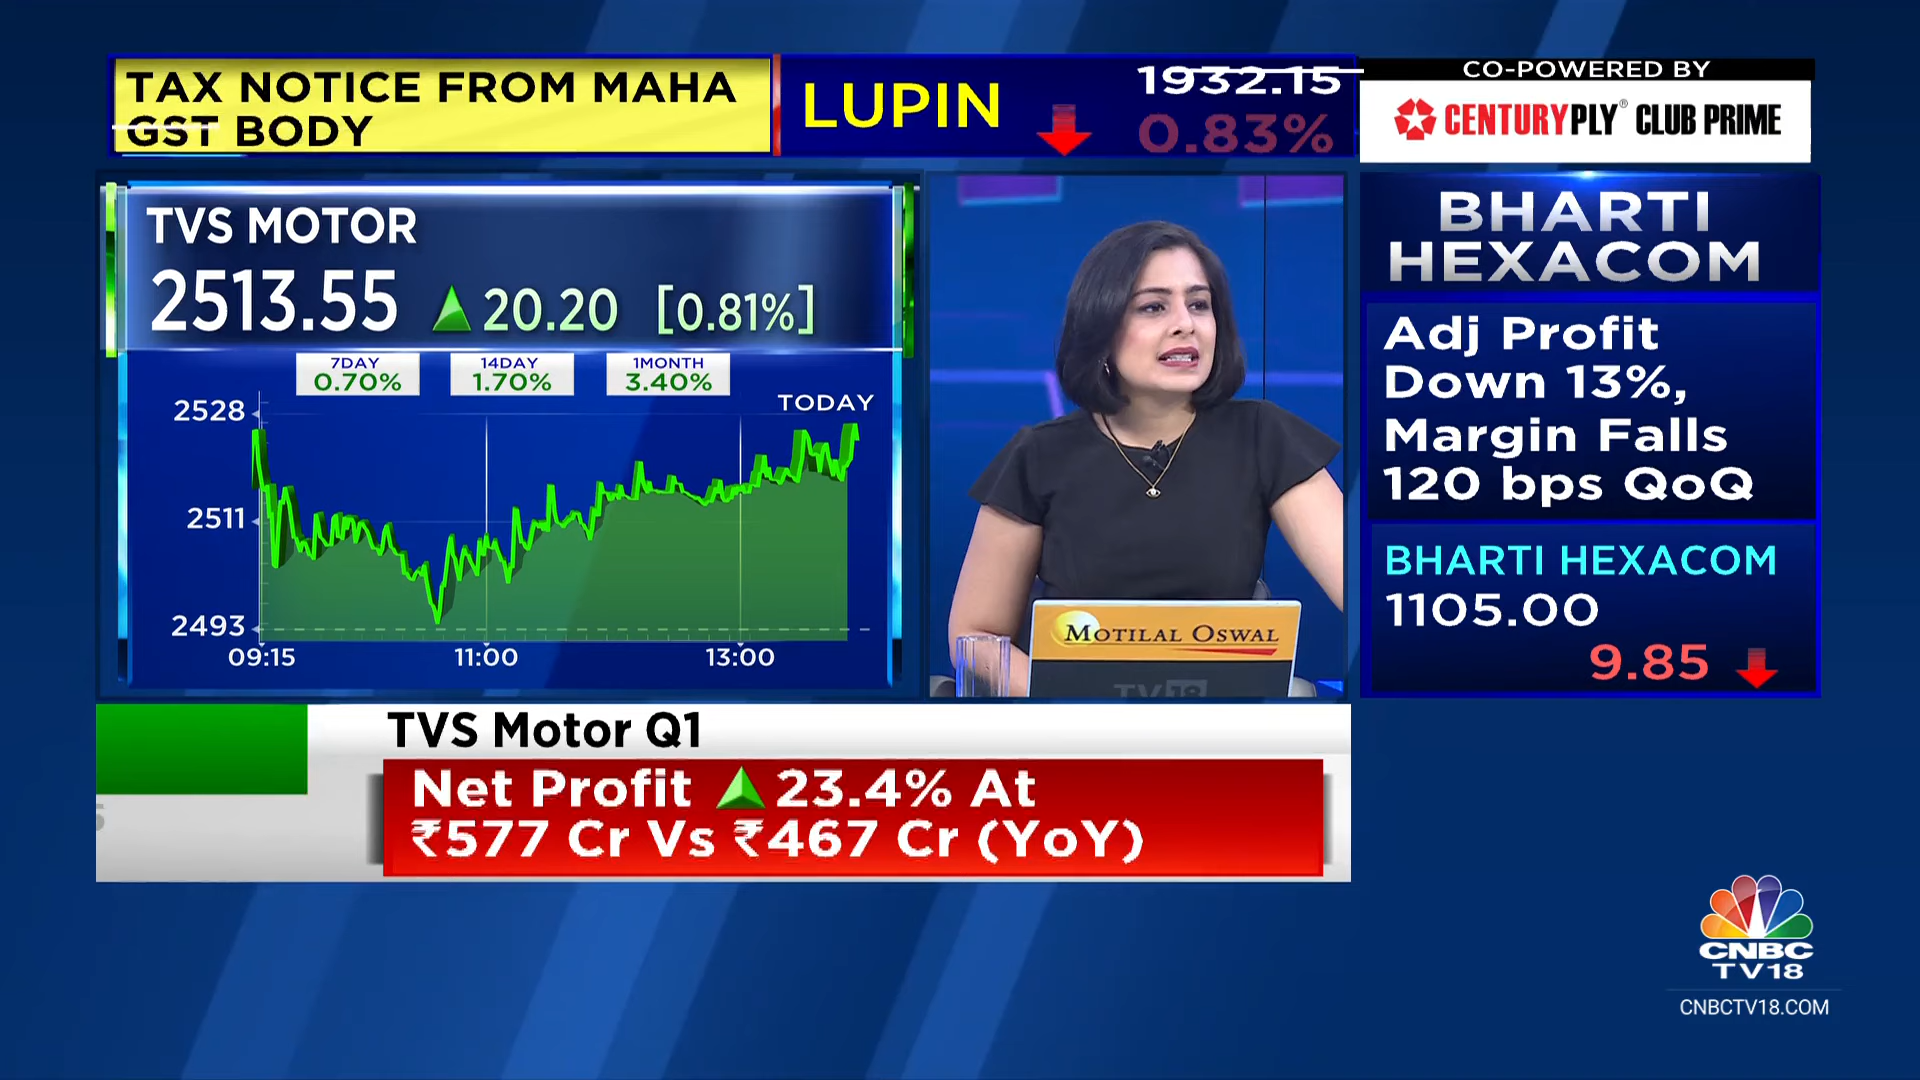 TAX NOTICE FROM MAHA
GST BODY
LUPIN
1932.15
0.83%
CO-POWERED BY
CENTURYPLY® CLUB PRIME
TVS MOTOR
2513.55 20.20 [0.81%]
7DAY
0.70%
14DAY
1.70%
1MONTH
3.40%
TODAY
2528
2511
2493
09:15 11:00 13:00
MOTILAL OSWAL
TV18
BHARTI
HEXACOM
Adj Profit
Down 13%,
Margin Falls
120 bps QoQ
BHARTI HEXACOM
1105.00
9.85
TVS Motor Q1
Net Profit 23.4% At
₹577 Cr Vs ₹467 Cr (YoY)
CNBC
TV18
CNBCTV18.COM